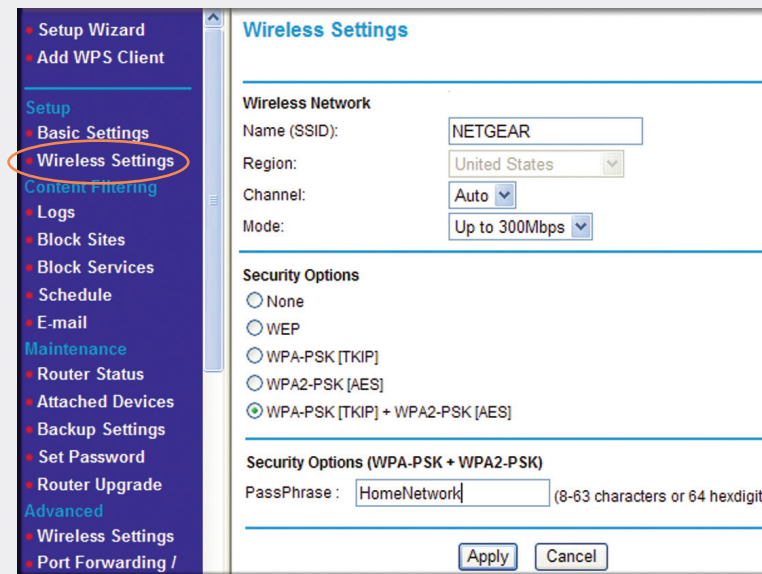 Setup Wizard
Add WPS Client
Setup
Basic Settings
Wireless Settings
Content Filtering
Logs
Block Sites
Block Services
Schedule
E-mail
Maintenance
Router Status
Attached Devices
Backup Settings
Set Password
Router Upgrade
Advanced
Wireless Settings
Port Forwarding /
Wireless Settings
Wireless Network
Name (SSID): NETGEAR
Region: United States
Channel: Auto
Mode: Up to 300Mbps
Security Options
None
WEP
WPA-PSK [TKIP]
WPA2-PSK [AES]
WPA-PSK [TKIP] + WPA2-PSK [AES]
Security Options (WPA-PSK + WPA2-PSK)
PassPhrase : HomeNetwork (8-63 characters or 64 hexdigit
Apply Cancel